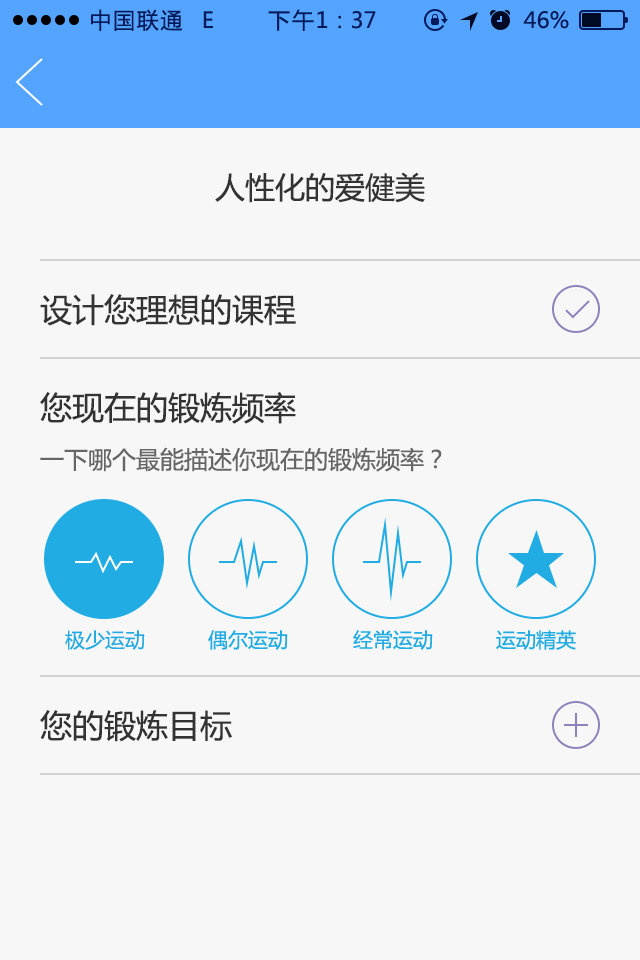 中国联通 E 下午1：37 46%
人性化的爱健美
设计您理想的课程
您现在的锻炼频率
一下哪个最能描述你现在的锻炼频率？
极少运动 偶尔运动 经常运动 运动精英
您的锻炼目标